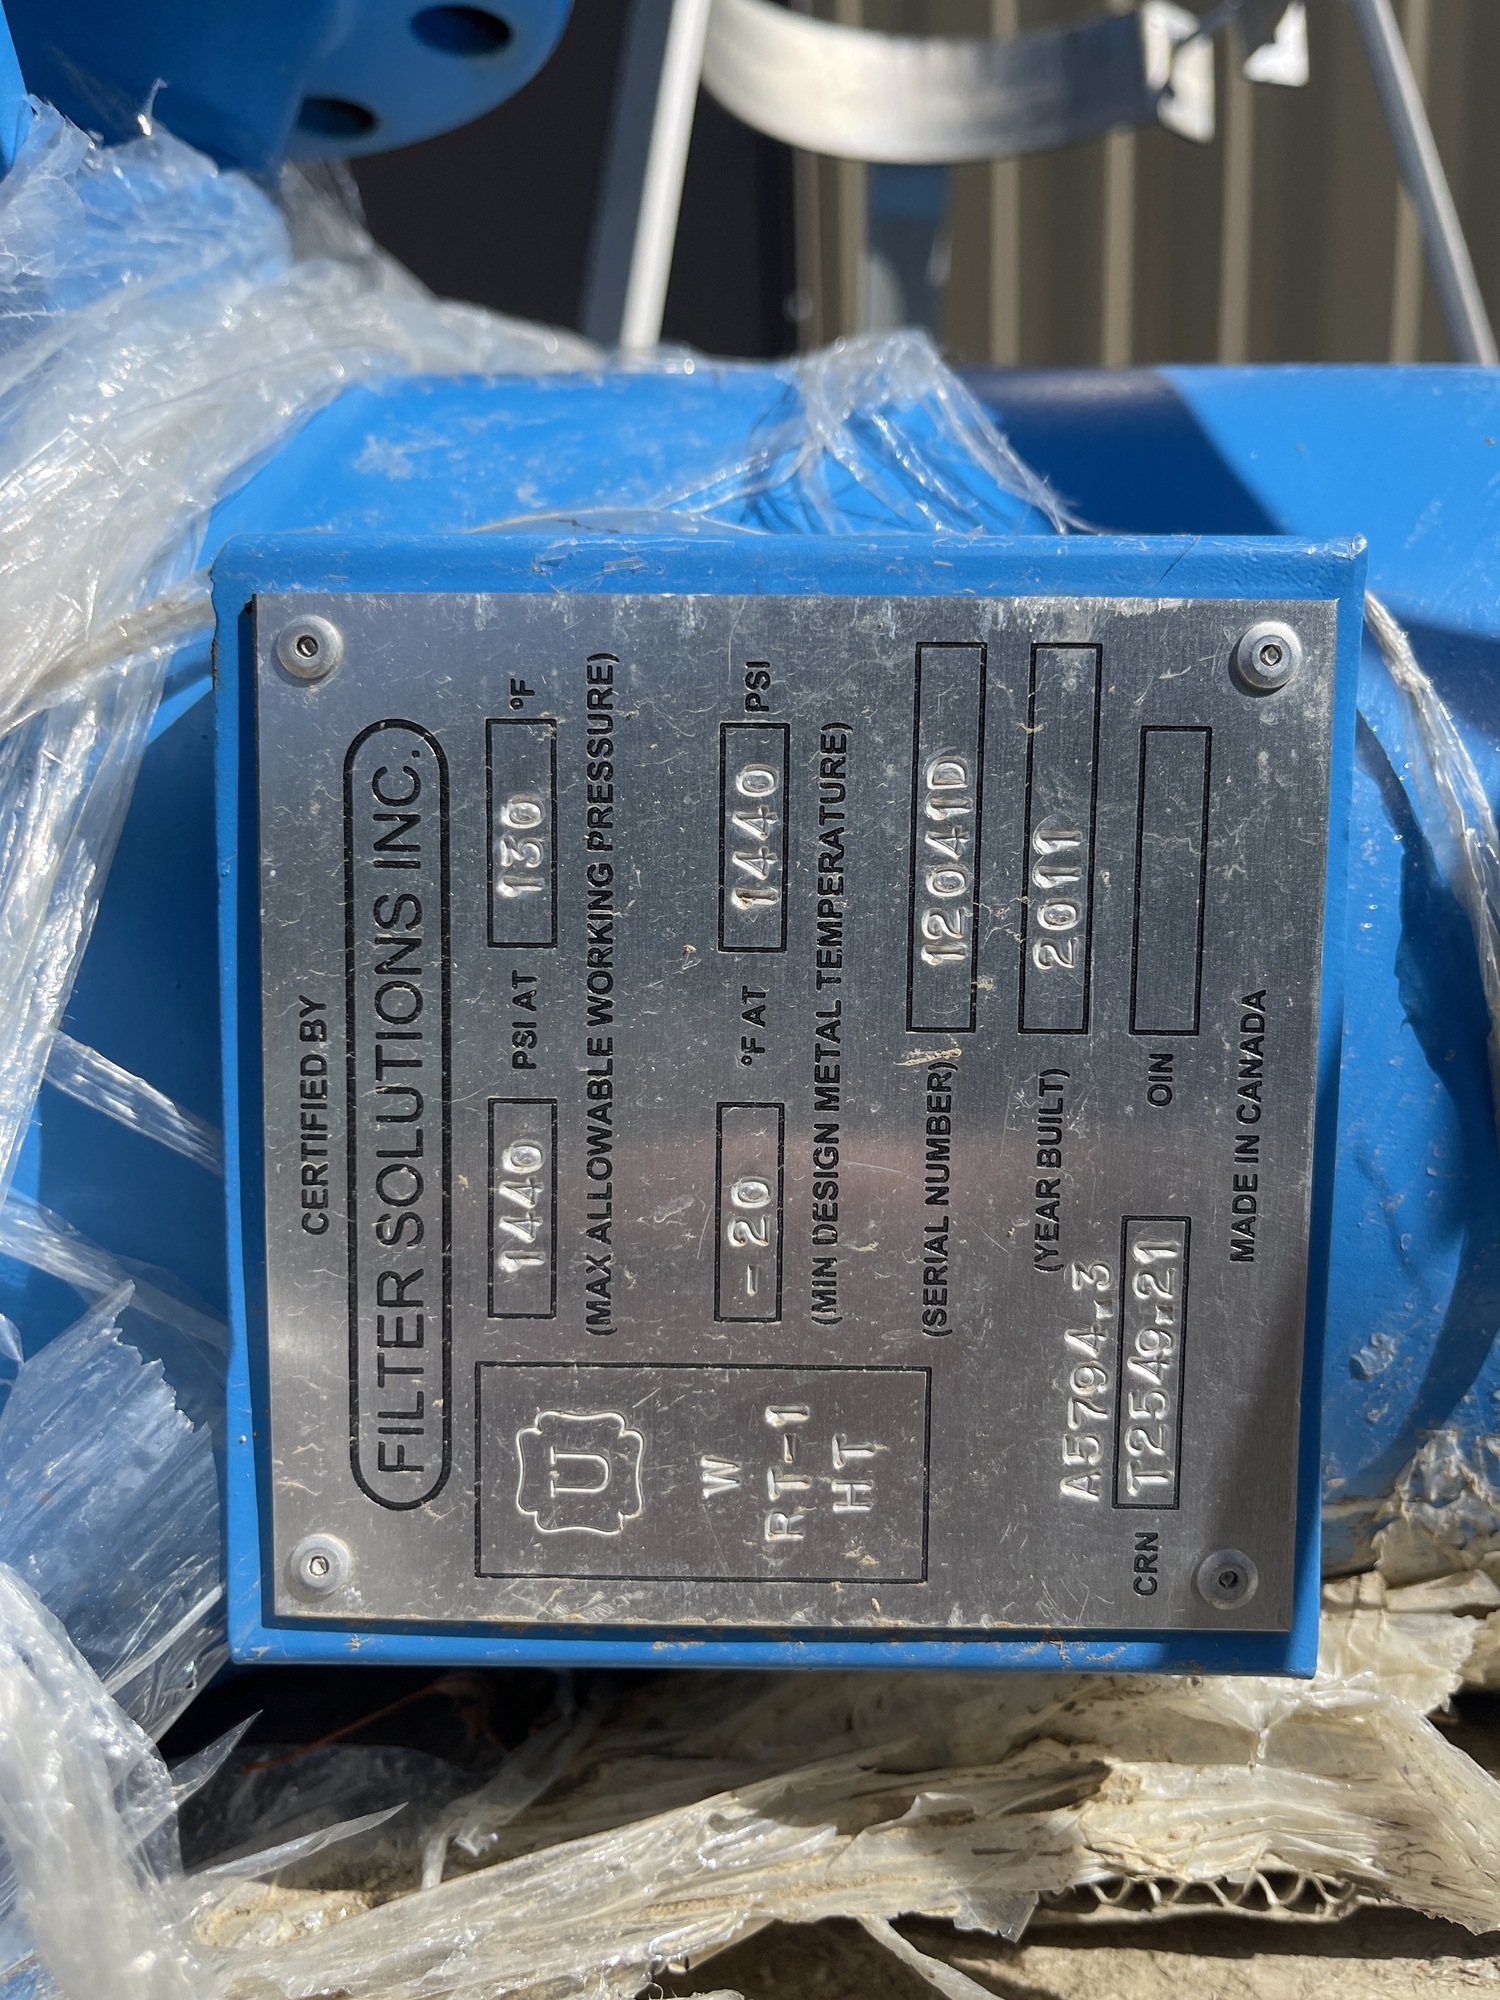 CERTIFIED BY
FILTER SOLUTIONS INC.
U
W
RT-1
HT
1440 PSI AT 130 °F
(MAX ALLOWABLE WORKING PRESSURE)
-20 °F AT 1440 PSI
(MIN DESIGN METAL TEMPERATURE)
(SERIAL NUMBER) 12041D
(YEAR BUILT) 2011
A5794.3
CRN T2549.21 OIN
MADE IN CANADA